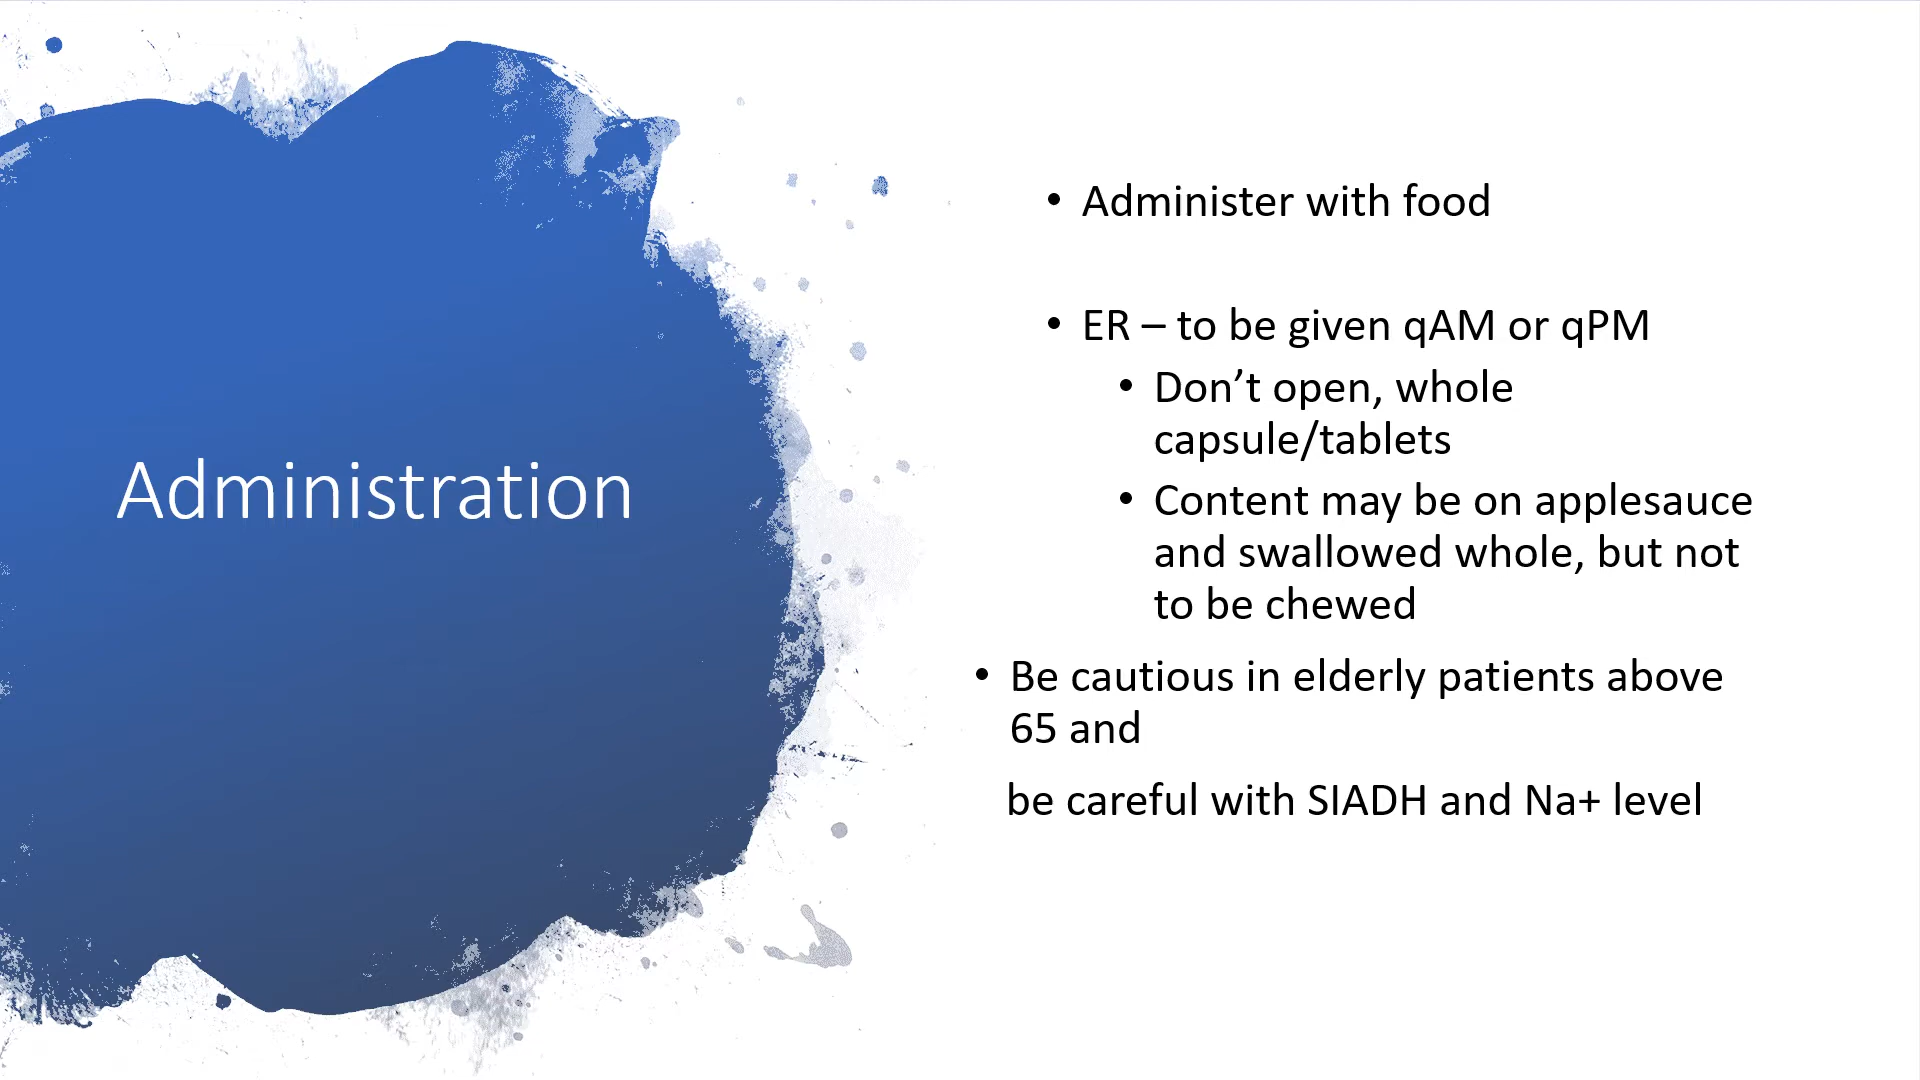 Administration
• Administer with food
• ER – to be given qAM or qPM
• Don’t open, whole
capsule/tablets
• Content may be on applesauce
and swallowed whole, but not
to be chewed
• Be cautious in elderly patients above
65 and
be careful with SIADH and Na+ level